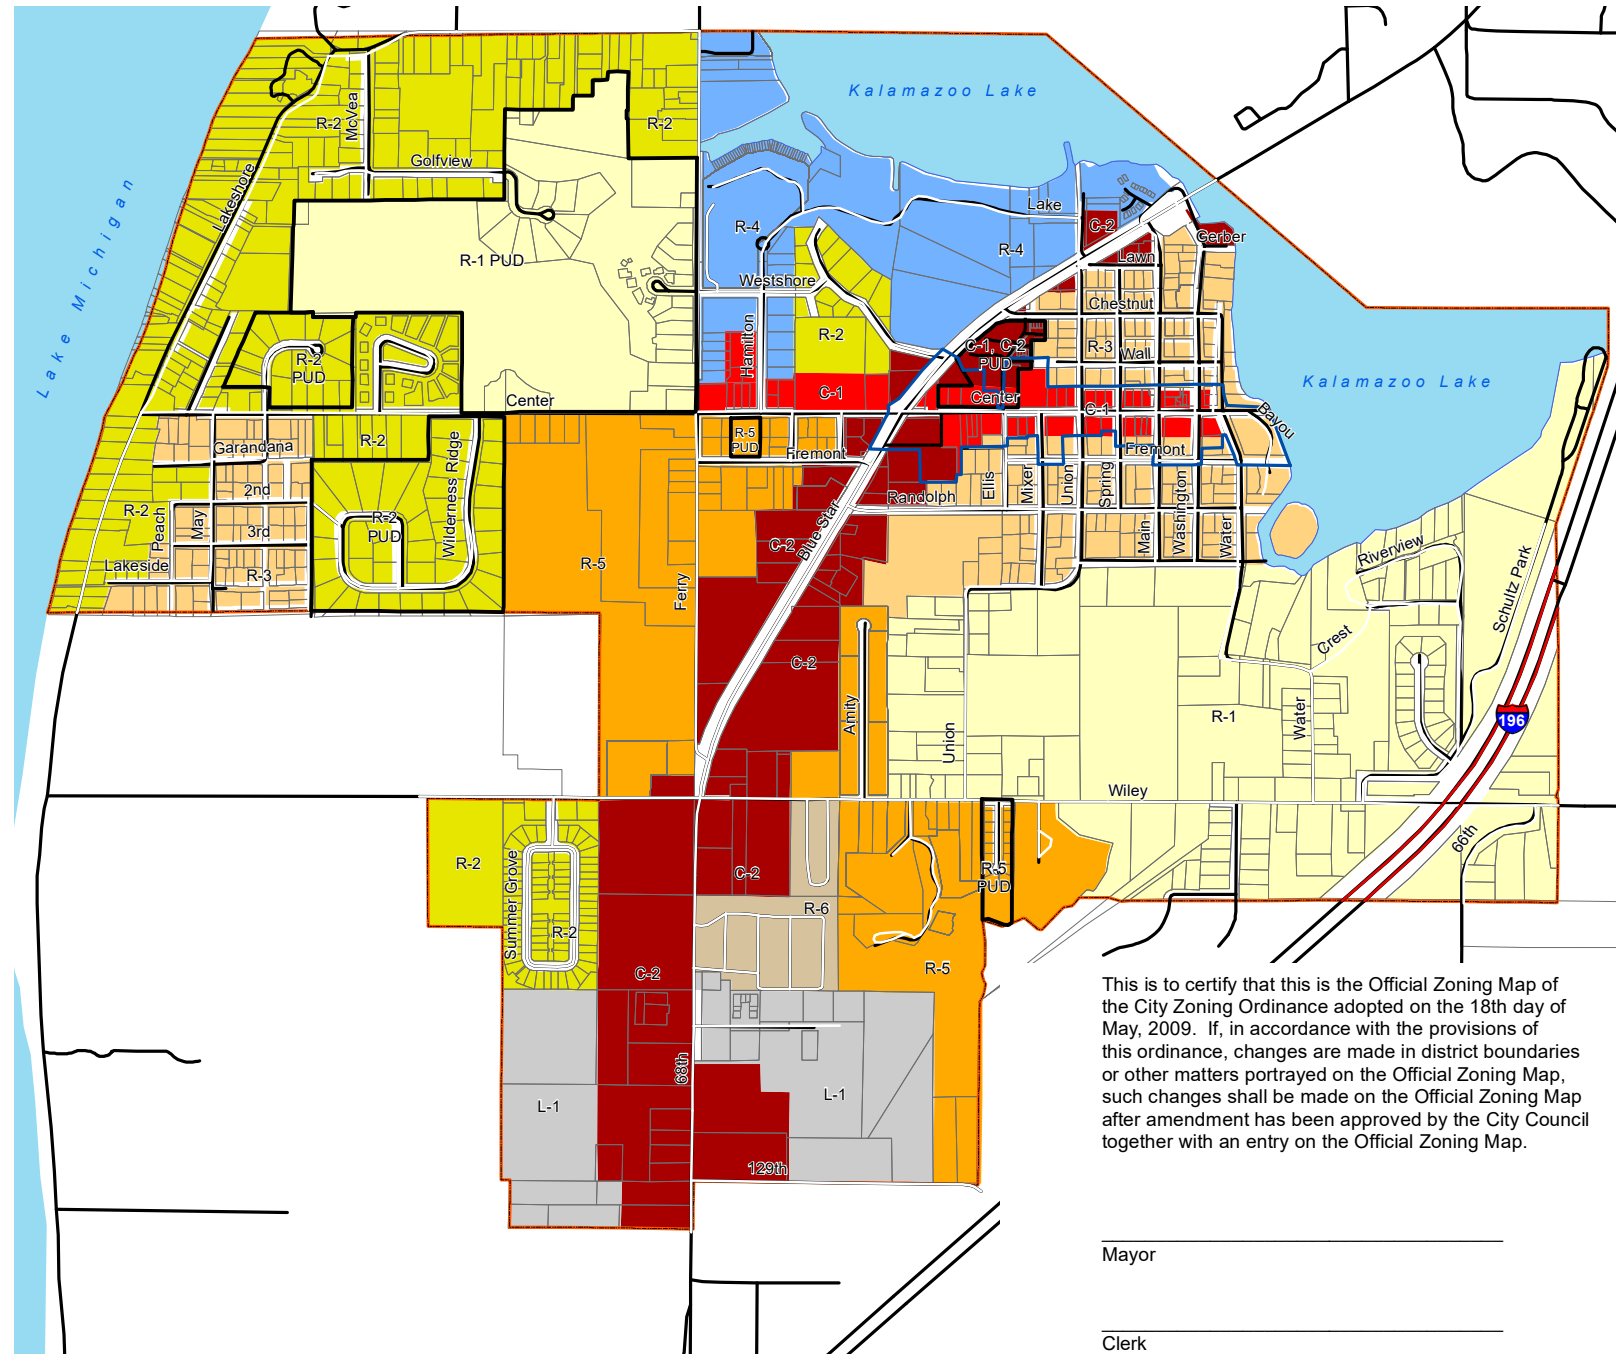 Kalamazoo Lake
Lake Michigan
R-2
McVea
R-2
Golfview
Lakeshore
Lake
R-4
R-4
C-2
Gerber
Lawn
R-1 PUD
Westshore
Chestnut
Hamilton
R-2
C-1, C-2
PUD
R-3
Wall
R-2
PUD
Kalamazoo Lake
C-1
Center
Center
C-1
Bayou
Garandana
R-2
Wilderness Ridge
R-5
PUD
Fremont
Fremont
2nd
R-2
Peach
May
3rd
R-2
PUD
Randolph
Ellis
Mixer
Union
Spring
Main
Washington
Water
Blue Star
C-2
Lakeside
R-3
R-5
Ferry
Riverview
Crest
Schultz Park
C-2
Amity
Union
R-1
Water
196
Wiley
66th
R-2
Summer Grove
R-2
C-2
R-6
R-5
PUD
R-5
C-2
68th
L-1
L-1
129th
This is to certify that this is the Official Zoning Map of
the City Zoning Ordinance adopted on the 18th day of
May, 2009.  If, in accordance with the provisions of
this ordinance, changes are made in district boundaries
or other matters portrayed on the Official Zoning Map,
such changes shall be made on the Official Zoning Map
after amendment has been approved by the City Council
together with an entry on the Official Zoning Map.
Mayor
Clerk